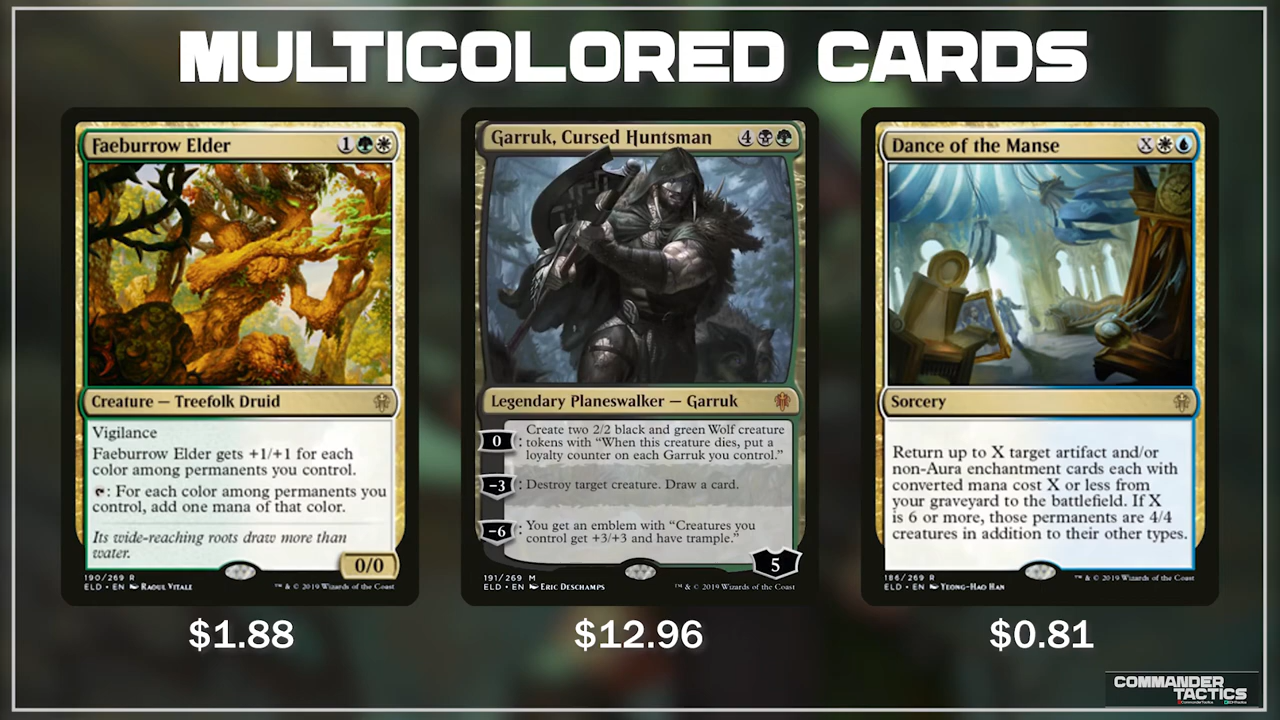 MULTICOLORED CARDS
Faeburrow Elder 1
Creature — Treefolk Druid
Vigilance
Faeburrow Elder gets +1/+1 for each
color among permanents you control.
: For each color among permanents you
control, add one mana of that color.
Its wide-reaching roots draw more than
water.
0/0
190/269 R
ELD • EN RAOUL VITALE
™ & © 2019 Wizards of the Coast
$1.88
Garruk, Cursed Huntsman 4
Legendary Planeswalker — Garruk
0 : Create two 2/2 black and green Wolf creature
tokens with “When this creature dies, put a
loyalty counter on each Garruk you control.”
−3 : Destroy target creature. Draw a card.
−6 : You get an emblem with “Creatures you
control get +3/+3 and have trample.”
5
191/269 M
ELD • EN ERIC DESCHAMPS
™ & © 2019 Wizards of the Coast
$12.96
Dance of the Manse X
Sorcery
Return up to X target artifact and/or
non-Aura enchantment cards each with
converted mana cost X or less from
your graveyard to the battlefield. If X
is 6 or more, those permanents are 4/4
creatures in addition to their other types.
186/269 R
ELD • EN YEONG-HAO HAN
™ & © 2019 Wizards of the Coast
$0.81
COMMANDER
TACTICS